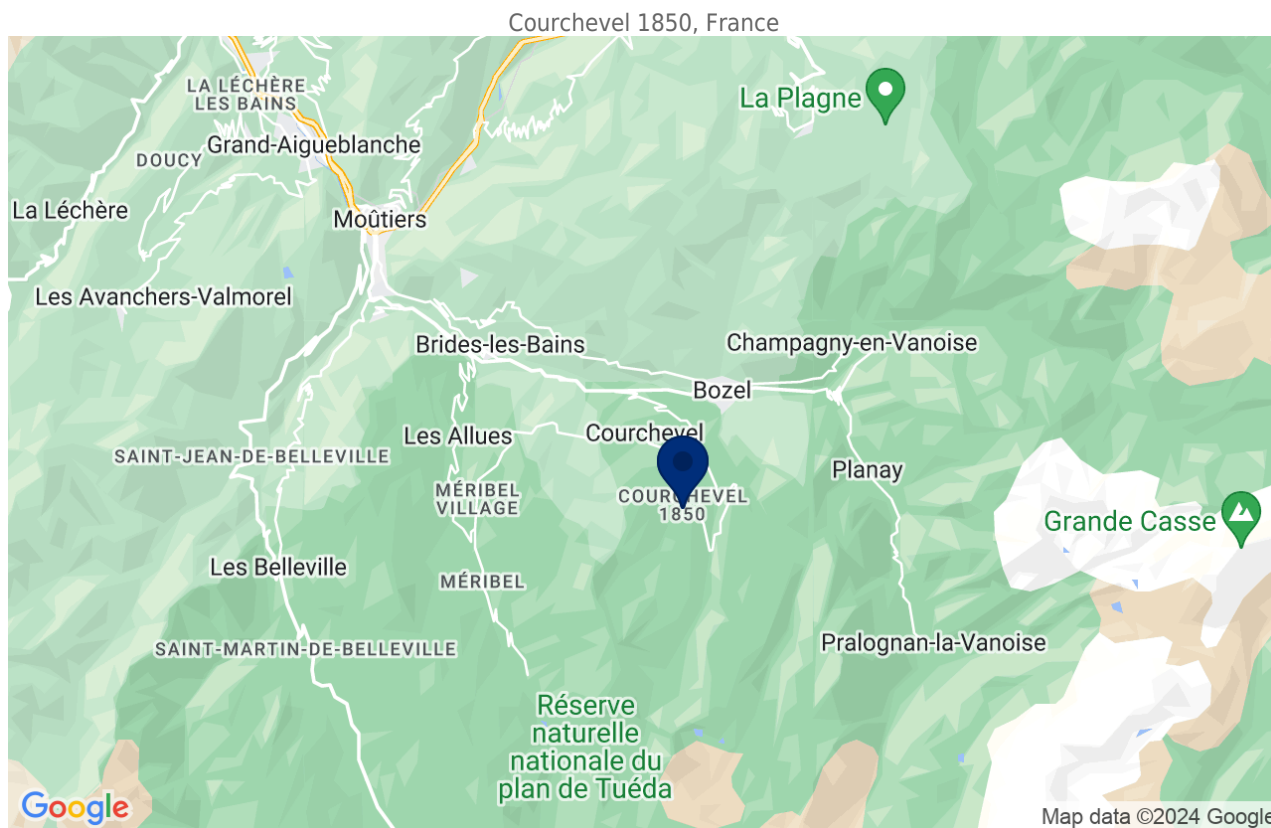 Courchevel 1850, France
LA LÉCHÈRE
LES BAINS
La Plagne
Grand-Aigueblanche
DOUCY
La Léchère
Moûtiers
Les Avanchers-Valmorel
Brides-les-Bains
Champagny-en-Vanoise
Bozel
Les Allues
Courchevel
SAINT-JEAN-DE-BELLEVILLE
Planay
MÉRIBEL
VILLAGE
COURCHEVEL
1850
Grande Casse
Les Belleville
MÉRIBEL
SAINT-MARTIN-DE-BELLEVILLE
Pralognan-la-Vanoise
Réserve
naturelle
nationale du
plan de Tuéda
Google
Map data ©2024 Google